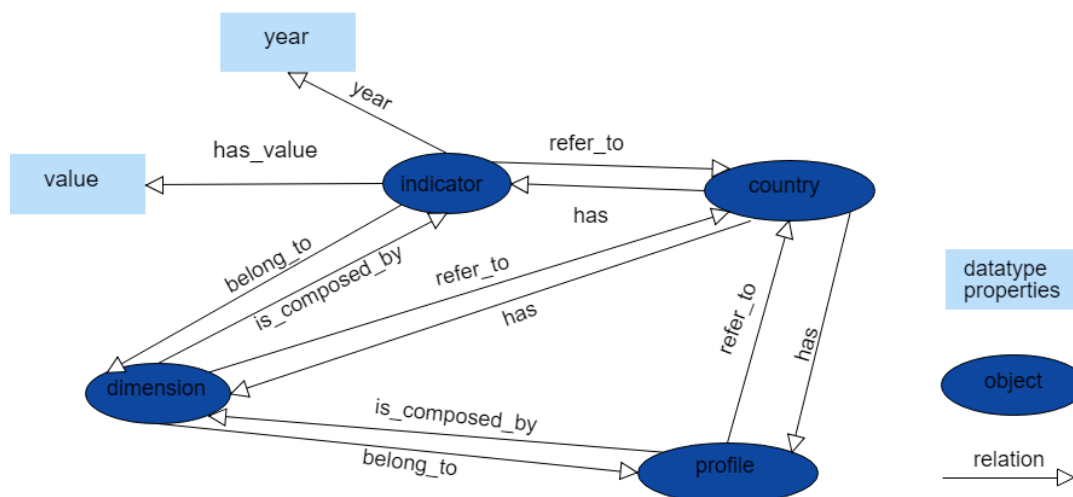 year
year
has_value
refer_to
value
indicator
country
has
belong_to
is_composed_by
refer_to
has
refer_to
has
datatype
properties
dimension
object
is_composed_by
belong_to
profile
relation